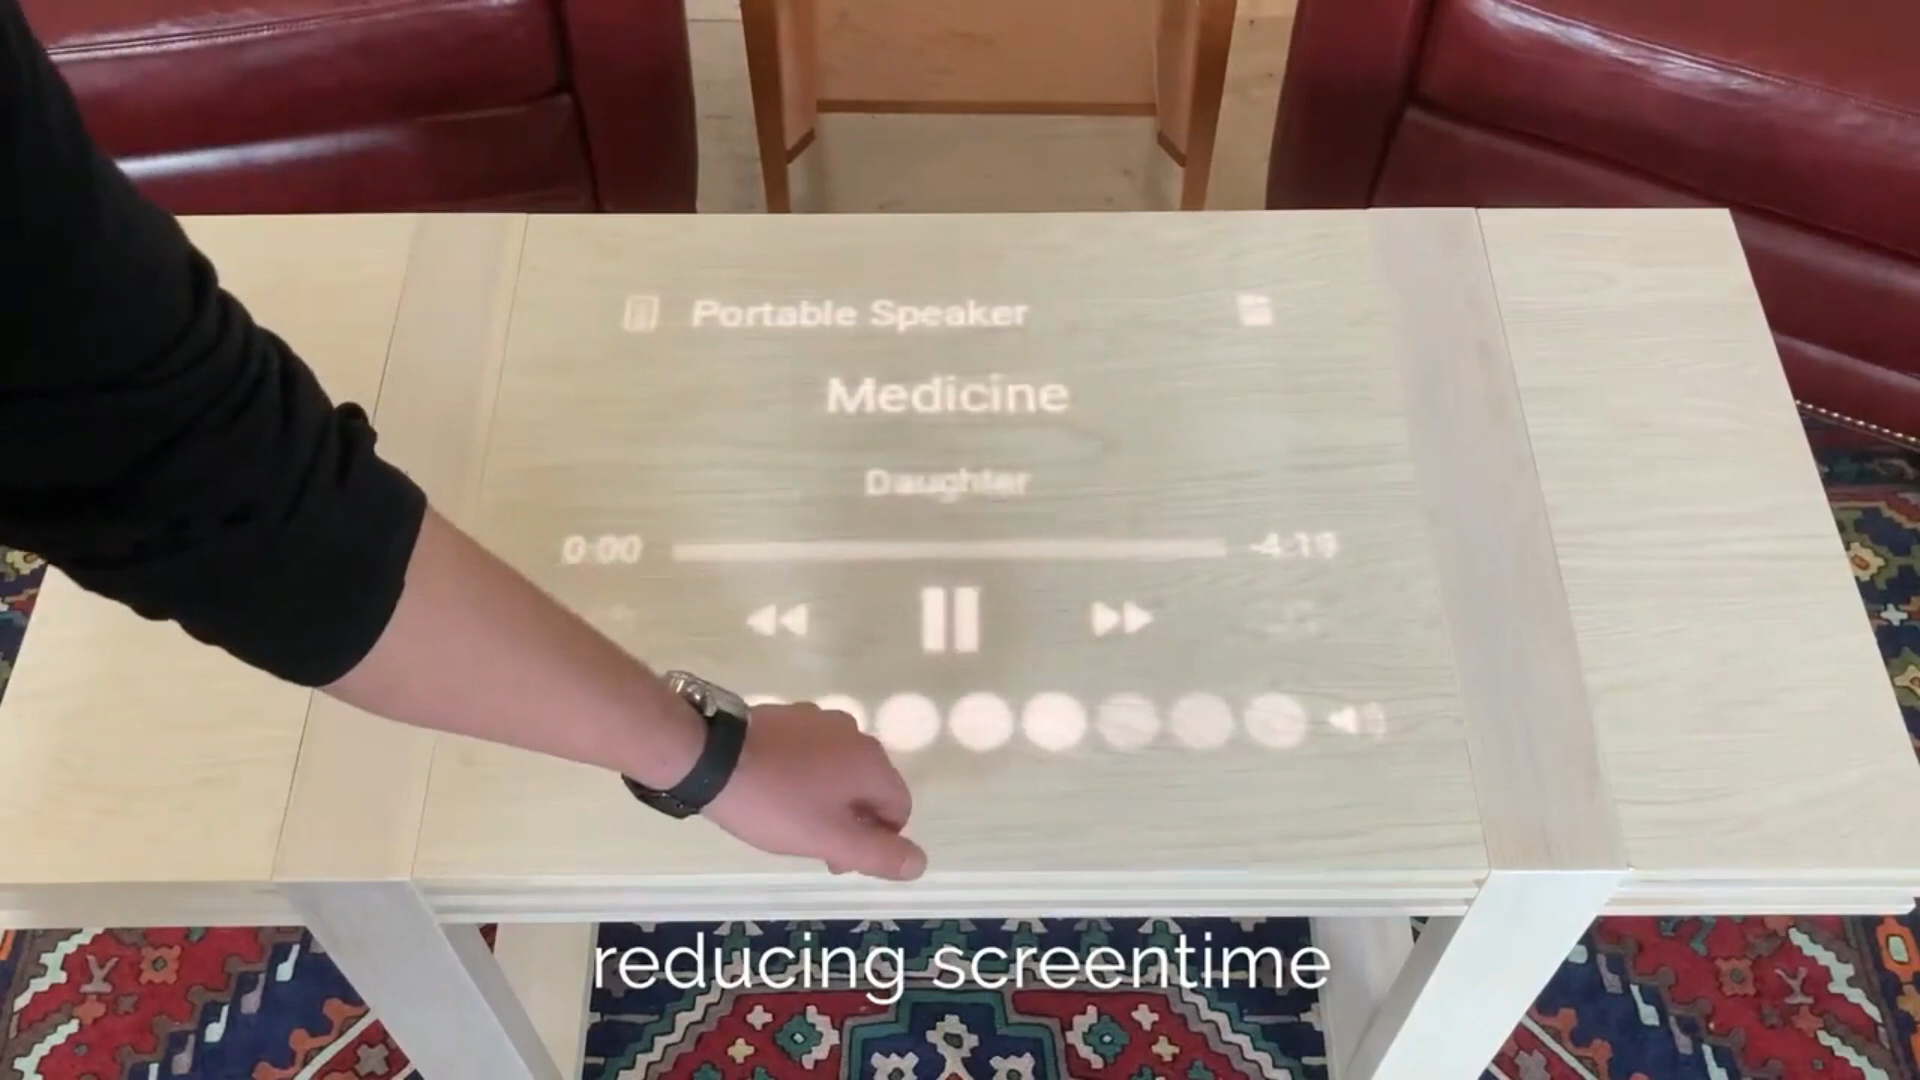 Portable Speaker
Medicine
Daughter
0:00 -4:19
reducing screentime